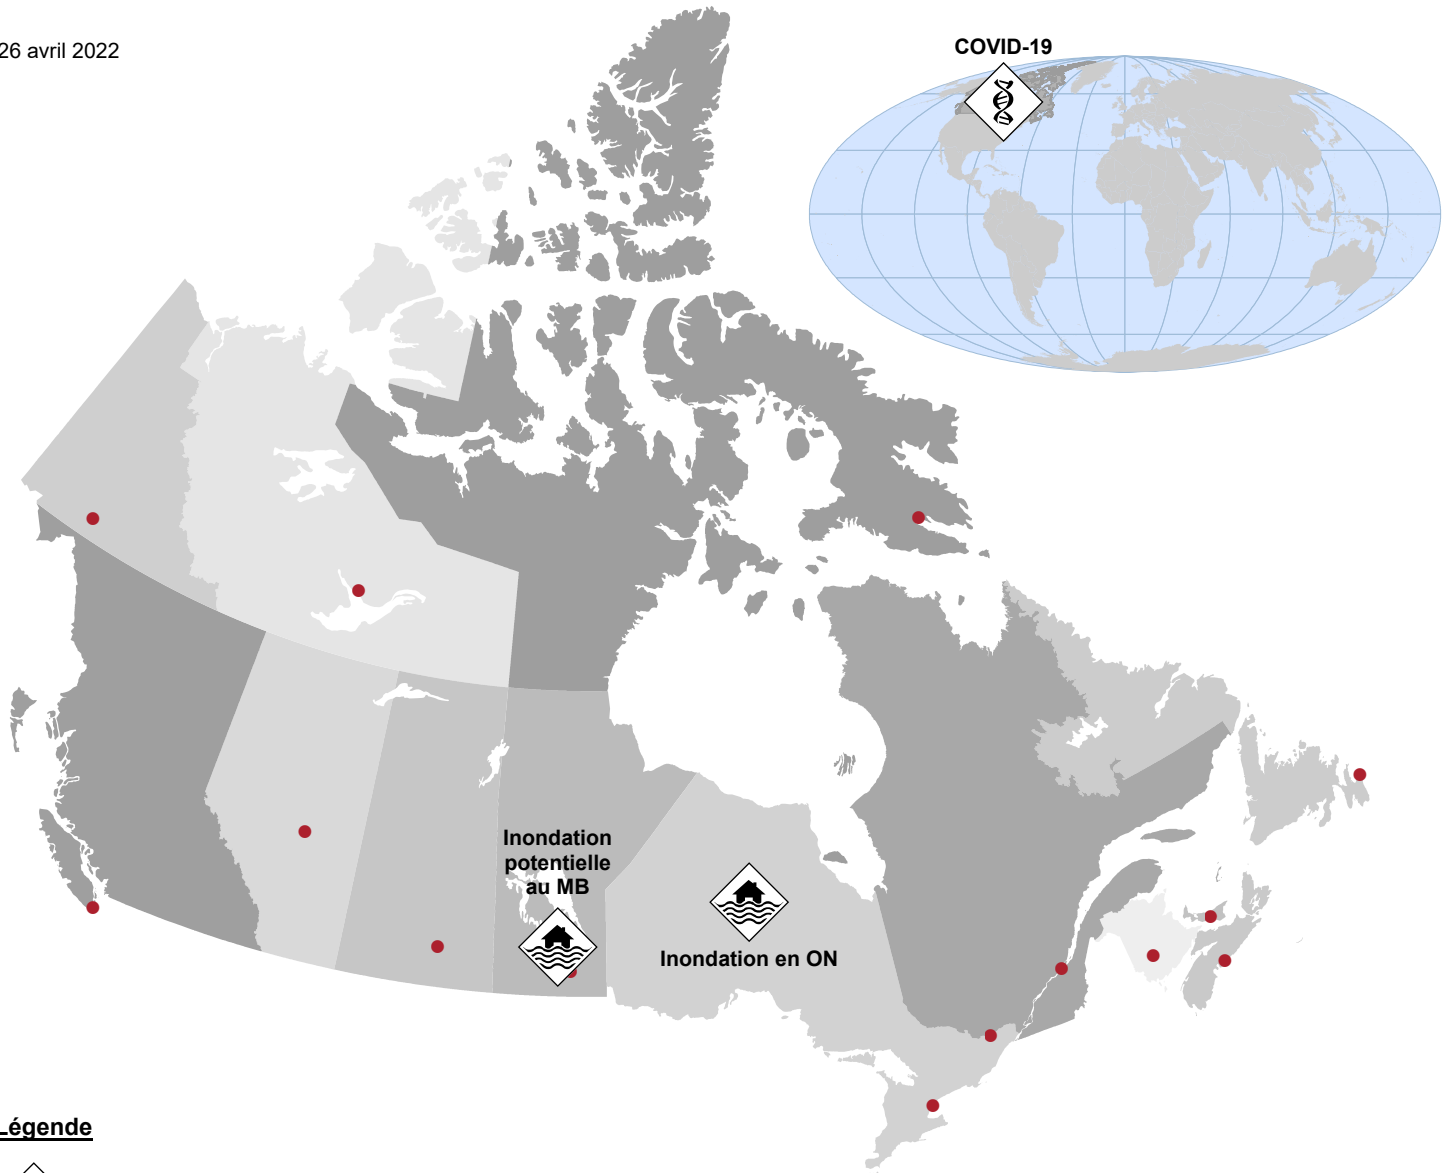 26 avril 2022
COVID-19
Inondation
potentielle
au MB
Inondation en ON
Légende